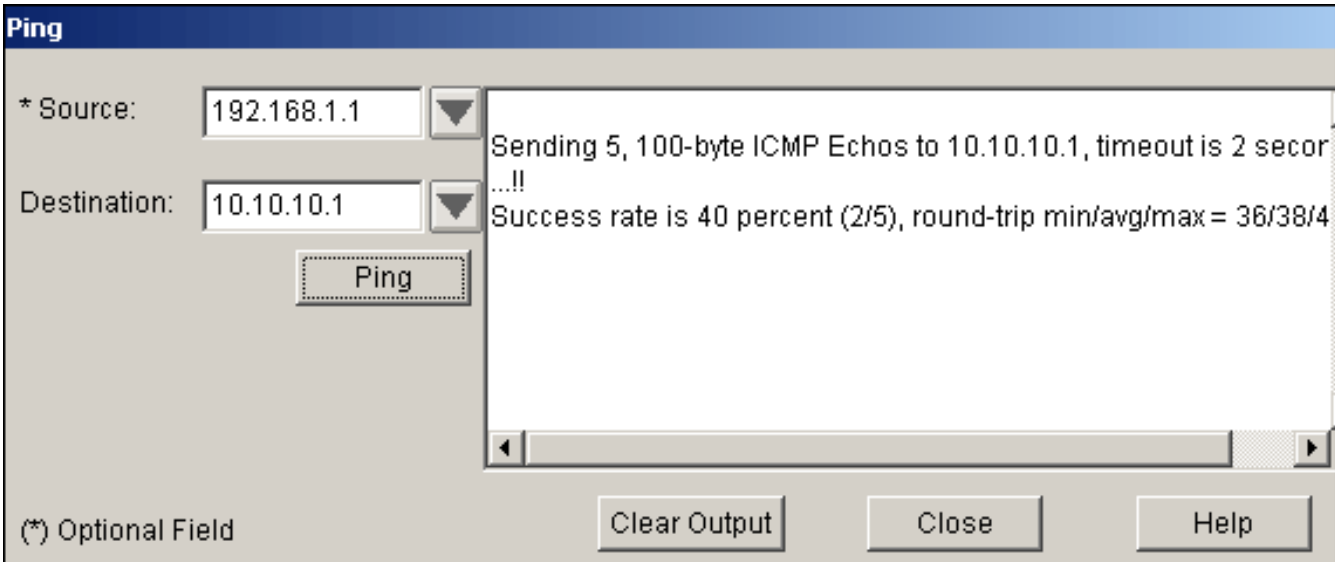 Ping
* Source:
192.168.1.1
Destination:
10.10.10.1
Ping
Sending 5, 100-byte ICMP Echos to 10.10.10.1, timeout is 2 secon
...!!
Success rate is 40 percent (2/5), round-trip min/avg/max = 36/38/4
(*) Optional Field
Clear Output
Close
Help